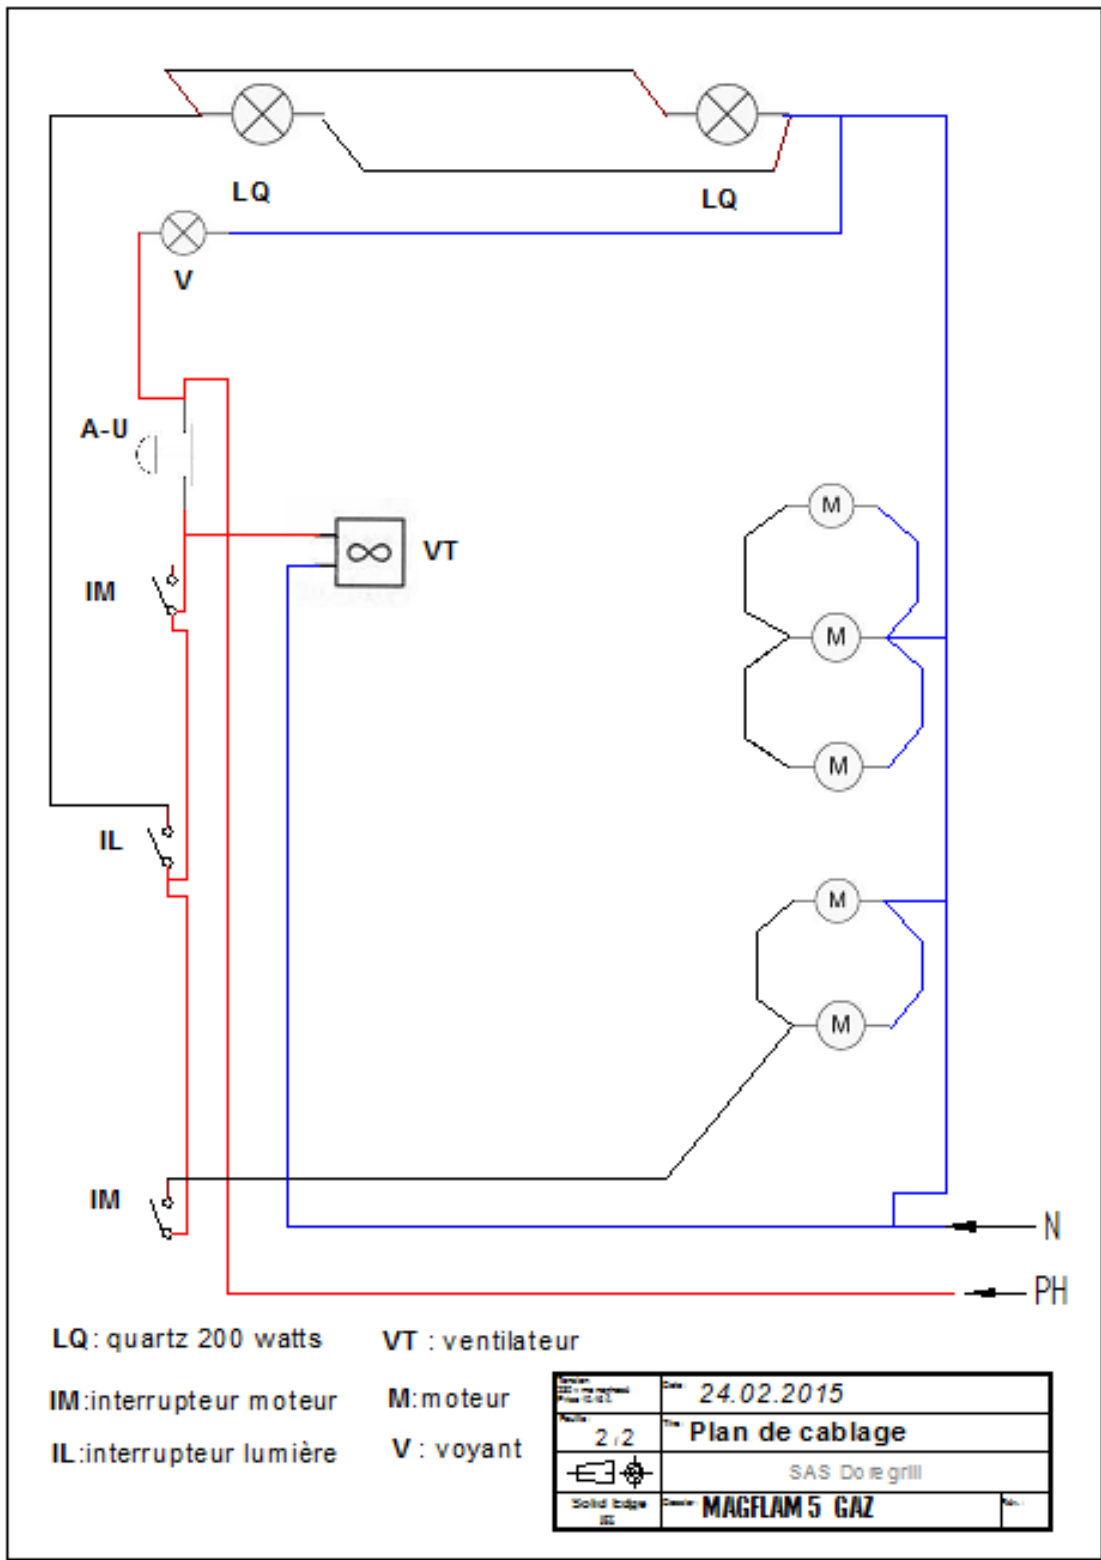 LQ
LQ
V
A-U
M
VT
IM
M
M
IL
M
M
IM
N
PH
LQ: quartz 200 watts
VT : ventilateur
IM:interrupteur moteur
M:moteur
IL:interrupteur lumière
V : voyant
Date: 24.02.2015
2/2
Plan de cablage
SAS Doregrill
Solid Edge
MAGFLAM 5 GAZ